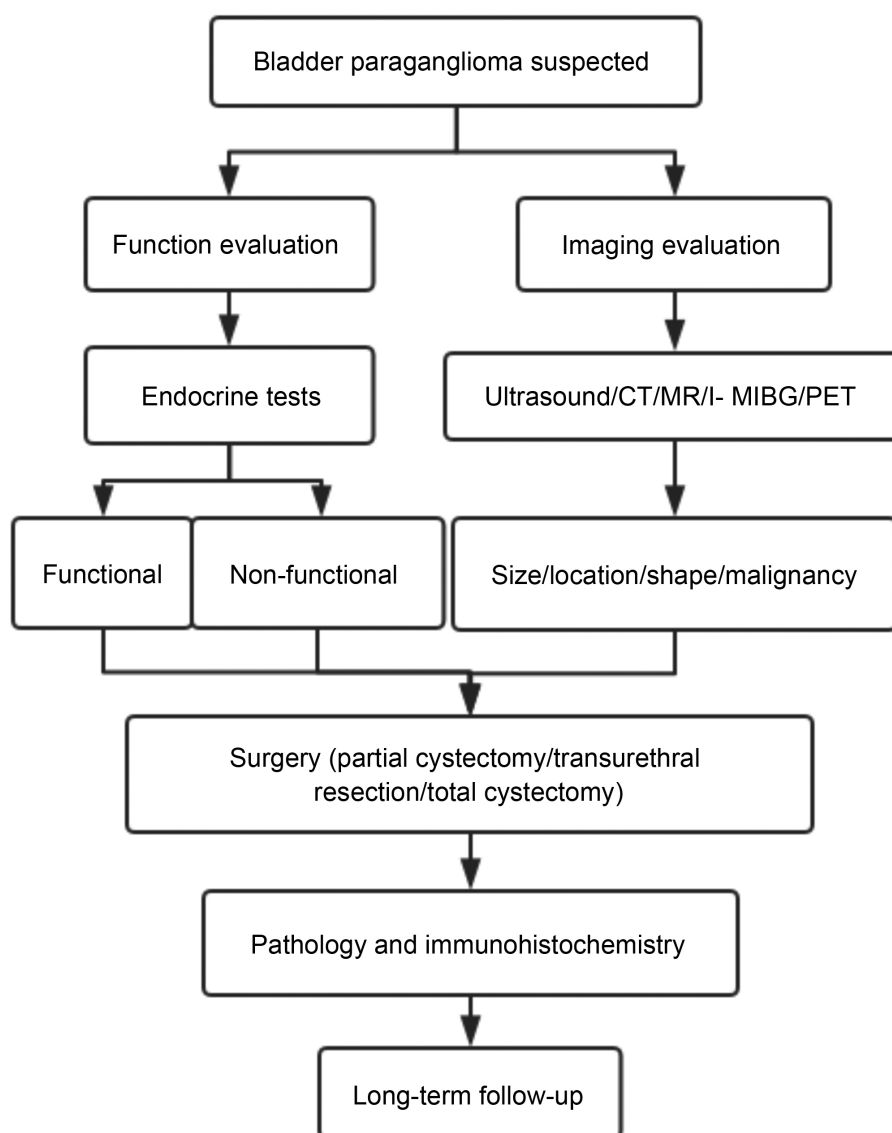 Bladder paraganglioma suspected
Function evaluation
Imaging evaluation
Endocrine tests
Ultrasound/CT/MR/I- MIBG/PET
Functional
Non-functional
Size/location/shape/malignancy
Surgery (partial cystectomy/transurethral
resection/total cystectomy)
Pathology and immunohistochemistry
Long-term follow-up